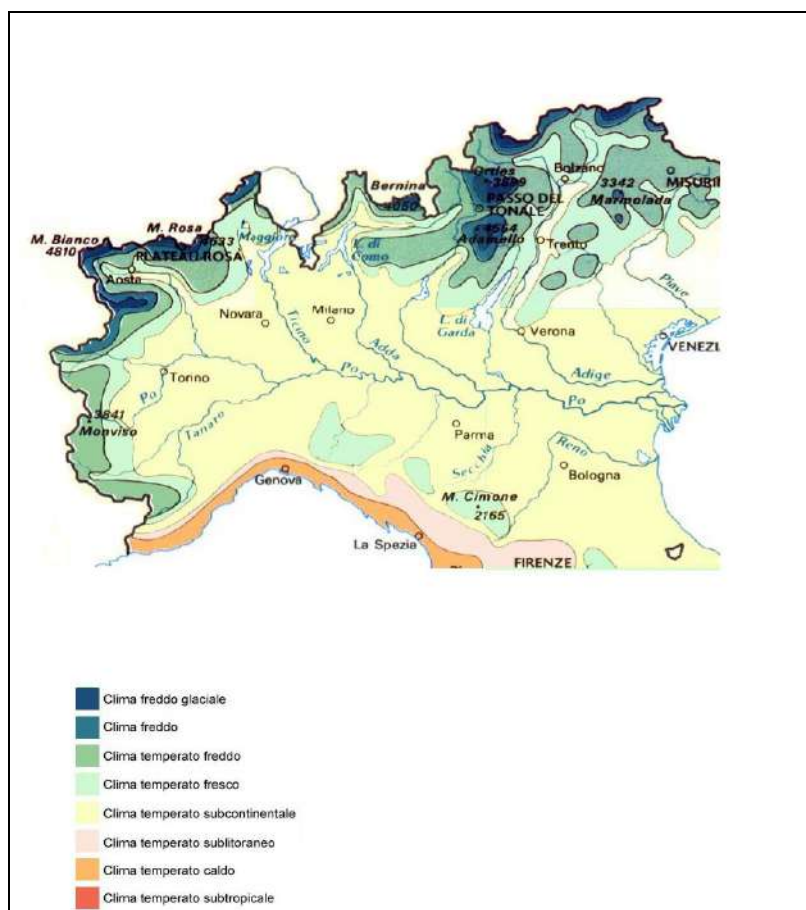 Bernina
4050
Ortles
3899
PASSO DEL
TONALE
Bolzano
3342
Marmolada
MISURI
M. Bianco
4810
M. Rosa
4633
PLATEAU ROSA
L.
Maggiore
L. di
Como
4554
Adamello
Trento
Aosta
Novara
Milano
Ticino
Adda
L. di
Garda
Verona
Piave
VENEZI
Adige
Torino
Po
Po
Po
Tanaro
3841
Monviso
Parma
Secchia
Reno
Bologna
Genova
M. Cimone
2165
La Spezia
FIRENZE
Clima freddo glaciale
Clima freddo
Clima temperato freddo
Clima temperato fresco
Clima temperato subcontinentale
Clima temperato sublitoraneo
Clima temperato caldo
Clima temperato subtropicale